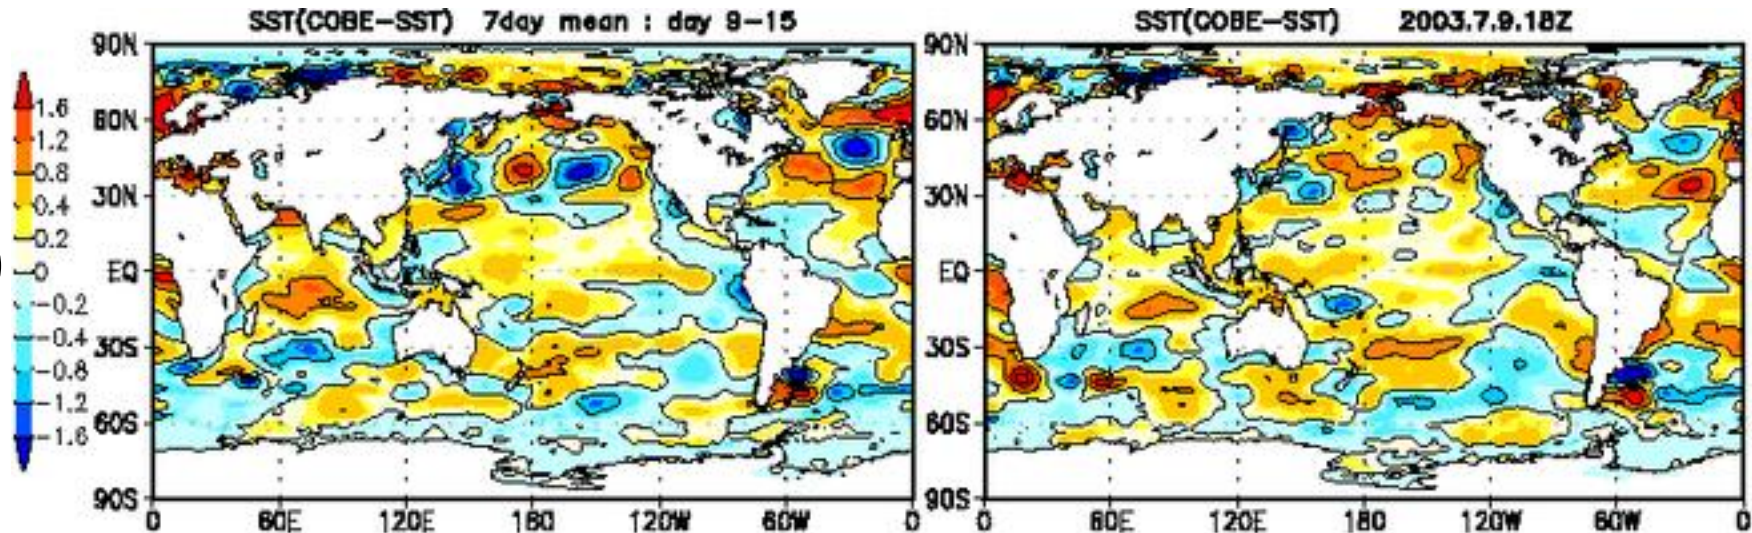 SST(COBE-SST) 7day mean : day 9-15
SST(COBE-SST) 2003.7.9.18Z
1.6
1.2
0.8
0.4
0.2
0
-0.2
-0.4
-0.8
-1.2
-1.6
90N
60N
30N
EQ
30S
60S
90S
0 60E 120E 180 120W 60W 0
90N
60N
30N
EQ
30S
60S
90S
0 60E 120E 180 120W 60W 0